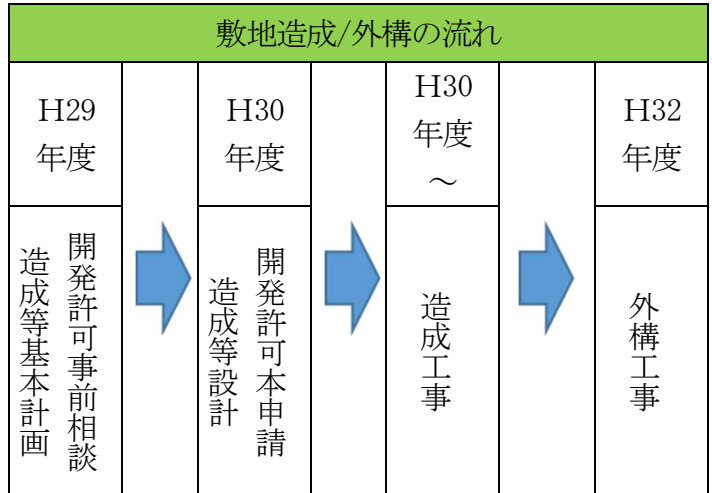 敷地造成/外構の流れ
H29
年度
H30
年度
H30
年度
～
H32
年度
開発許可事前相談
造成等基本計画
開発許可本申請
造成等設計
造成工事
外構工事